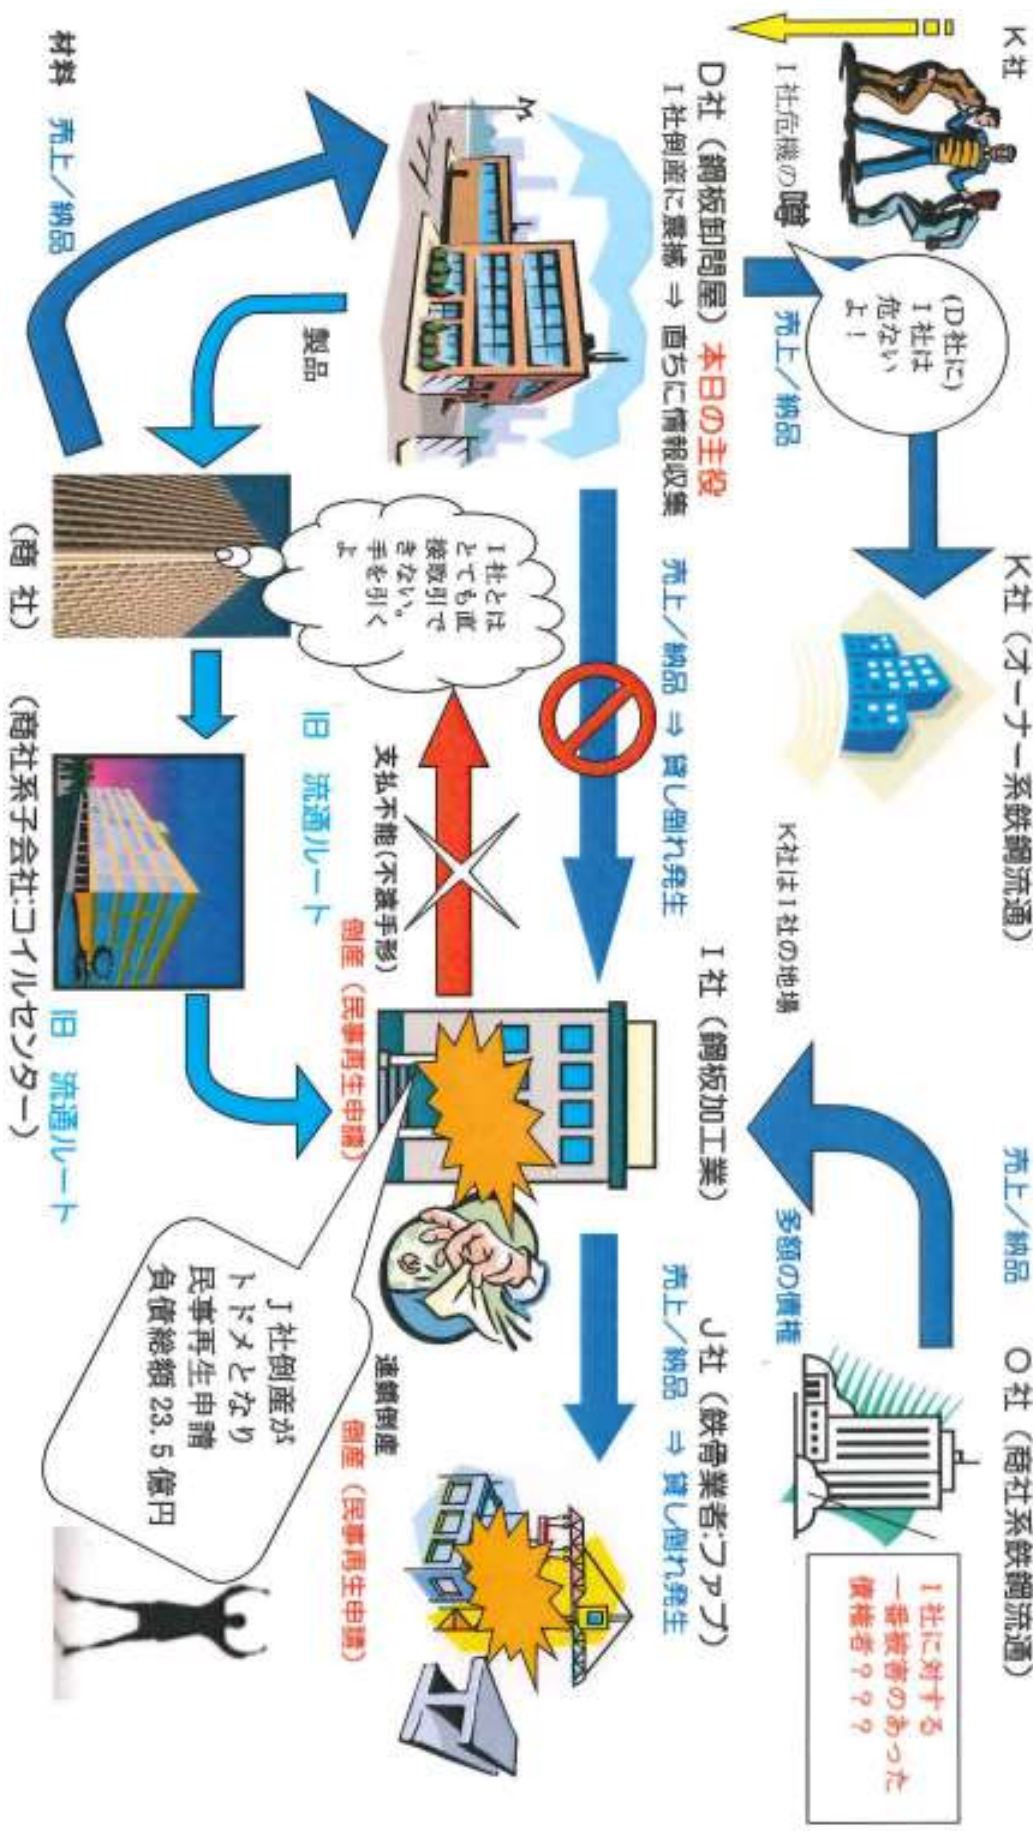 K社
I社危機の噂
(D社に)
I社は
危ない
よ!
売上/納品
K社(オーナー系鉄鋼流通)
K社はI社の地場
売上/納品
多額の債権
O社(商社系鉄鋼流通)
I社に対する
一番被害のあった
債権者???
D社(鋼板卸問屋) 本日の主役
I社倒産に震撼 ⇒ 直ちに情報収集
売上/納品 ⇒ 貸し倒れ発生
I社(鋼板加工業)
売上/納品 ⇒ 貸し倒れ発生
J社(鉄骨業者:ファブ)
材料 売上/納品
製品
I社とは
とても直
接取引で
きない。
手を引く
よ
支払不能(不渡手形)
倒産(民事再生申請)
連鎖倒産
倒産(民事再生申請)
旧 流通ルート
(商 社)
(商社系子会社:コイルセンター)
旧 流通ルート
J社倒産が
トドメとなり
民事再生申請
負債総額23.5億円